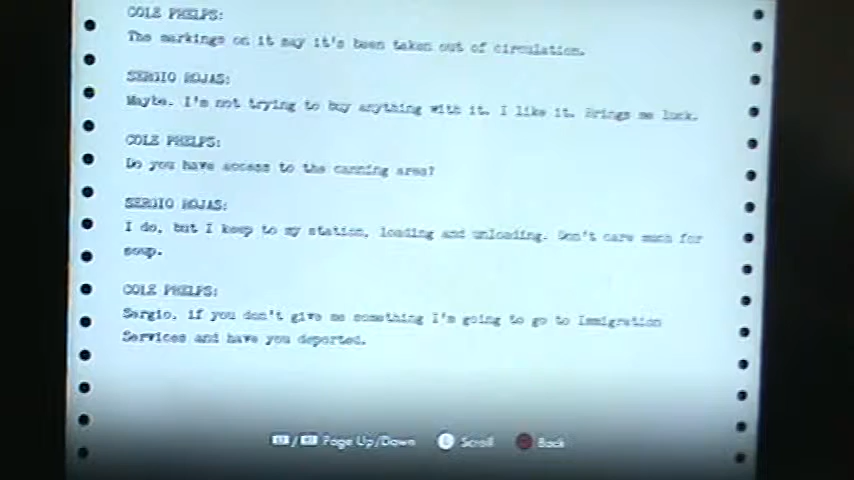 COLE PHELPS:
The markings on it say it's been taken out of circulation.
SERGIO ROJAS:
Maybe. I'm not trying to buy anything with it. I like it. Brings me luck.
COLE PHELPS:
Do you have access to the canning area?
SERGIO ROJAS:
I do, but I keep to my station, loading and unloading. Don't care much for
soup.
COLE PHELPS:
Sergio, if you don't give me something I'm going to go to Immigration
Services and have you deported.
/ Page Up/Down L Scroll Back